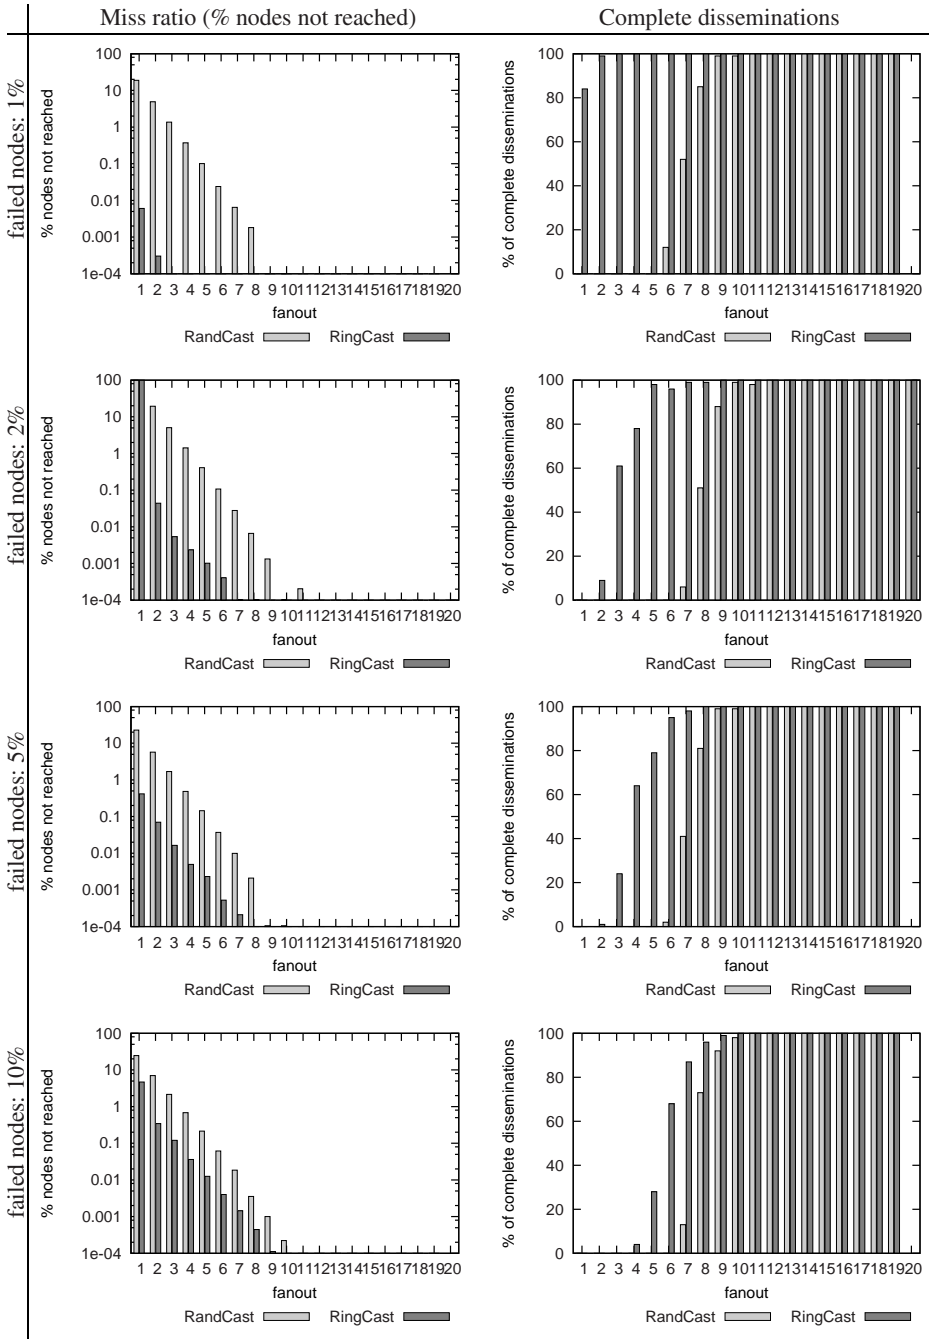 Miss ratio (% nodes not reached) Complete disseminations
failed nodes: 1%
% nodes not reached
100
10
1
0.1
0.01
0.001
1e-04
1 2 3 4 5 6 7 8 9 10 11 12 13 14 15 16 17 18 19 20
fanout
RandCast RingCast
% of complete disseminations
100
80
60
40
20
0
1 2 3 4 5 6 7 8 9 10 11 12 13 14 15 16 17 18 19 20
fanout
RandCast RingCast
failed nodes: 2%
% nodes not reached
100
10
1
0.1
0.01
0.001
1e-04
1 2 3 4 5 6 7 8 9 10 11 12 13 14 15 16 17 18 19 20
fanout
RandCast RingCast
% of complete disseminations
100
80
60
40
20
0
1 2 3 4 5 6 7 8 9 10 11 12 13 14 15 16 17 18 19 20
fanout
RandCast RingCast
failed nodes: 5%
% nodes not reached
100
10
1
0.1
0.01
0.001
1e-04
1 2 3 4 5 6 7 8 9 10 11 12 13 14 15 16 17 18 19 20
fanout
RandCast RingCast
% of complete disseminations
100
80
60
40
20
0
1 2 3 4 5 6 7 8 9 10 11 12 13 14 15 16 17 18 19 20
fanout
RandCast RingCast
failed nodes: 10%
% nodes not reached
100
10
1
0.1
0.01
0.001
1e-04
1 2 3 4 5 6 7 8 9 10 11 12 13 14 15 16 17 18 19 20
fanout
RandCast RingCast
% of complete disseminations
100
80
60
40
20
0
1 2 3 4 5 6 7 8 9 10 11 12 13 14 15 16 17 18 19 20
fanout
RandCast RingCast